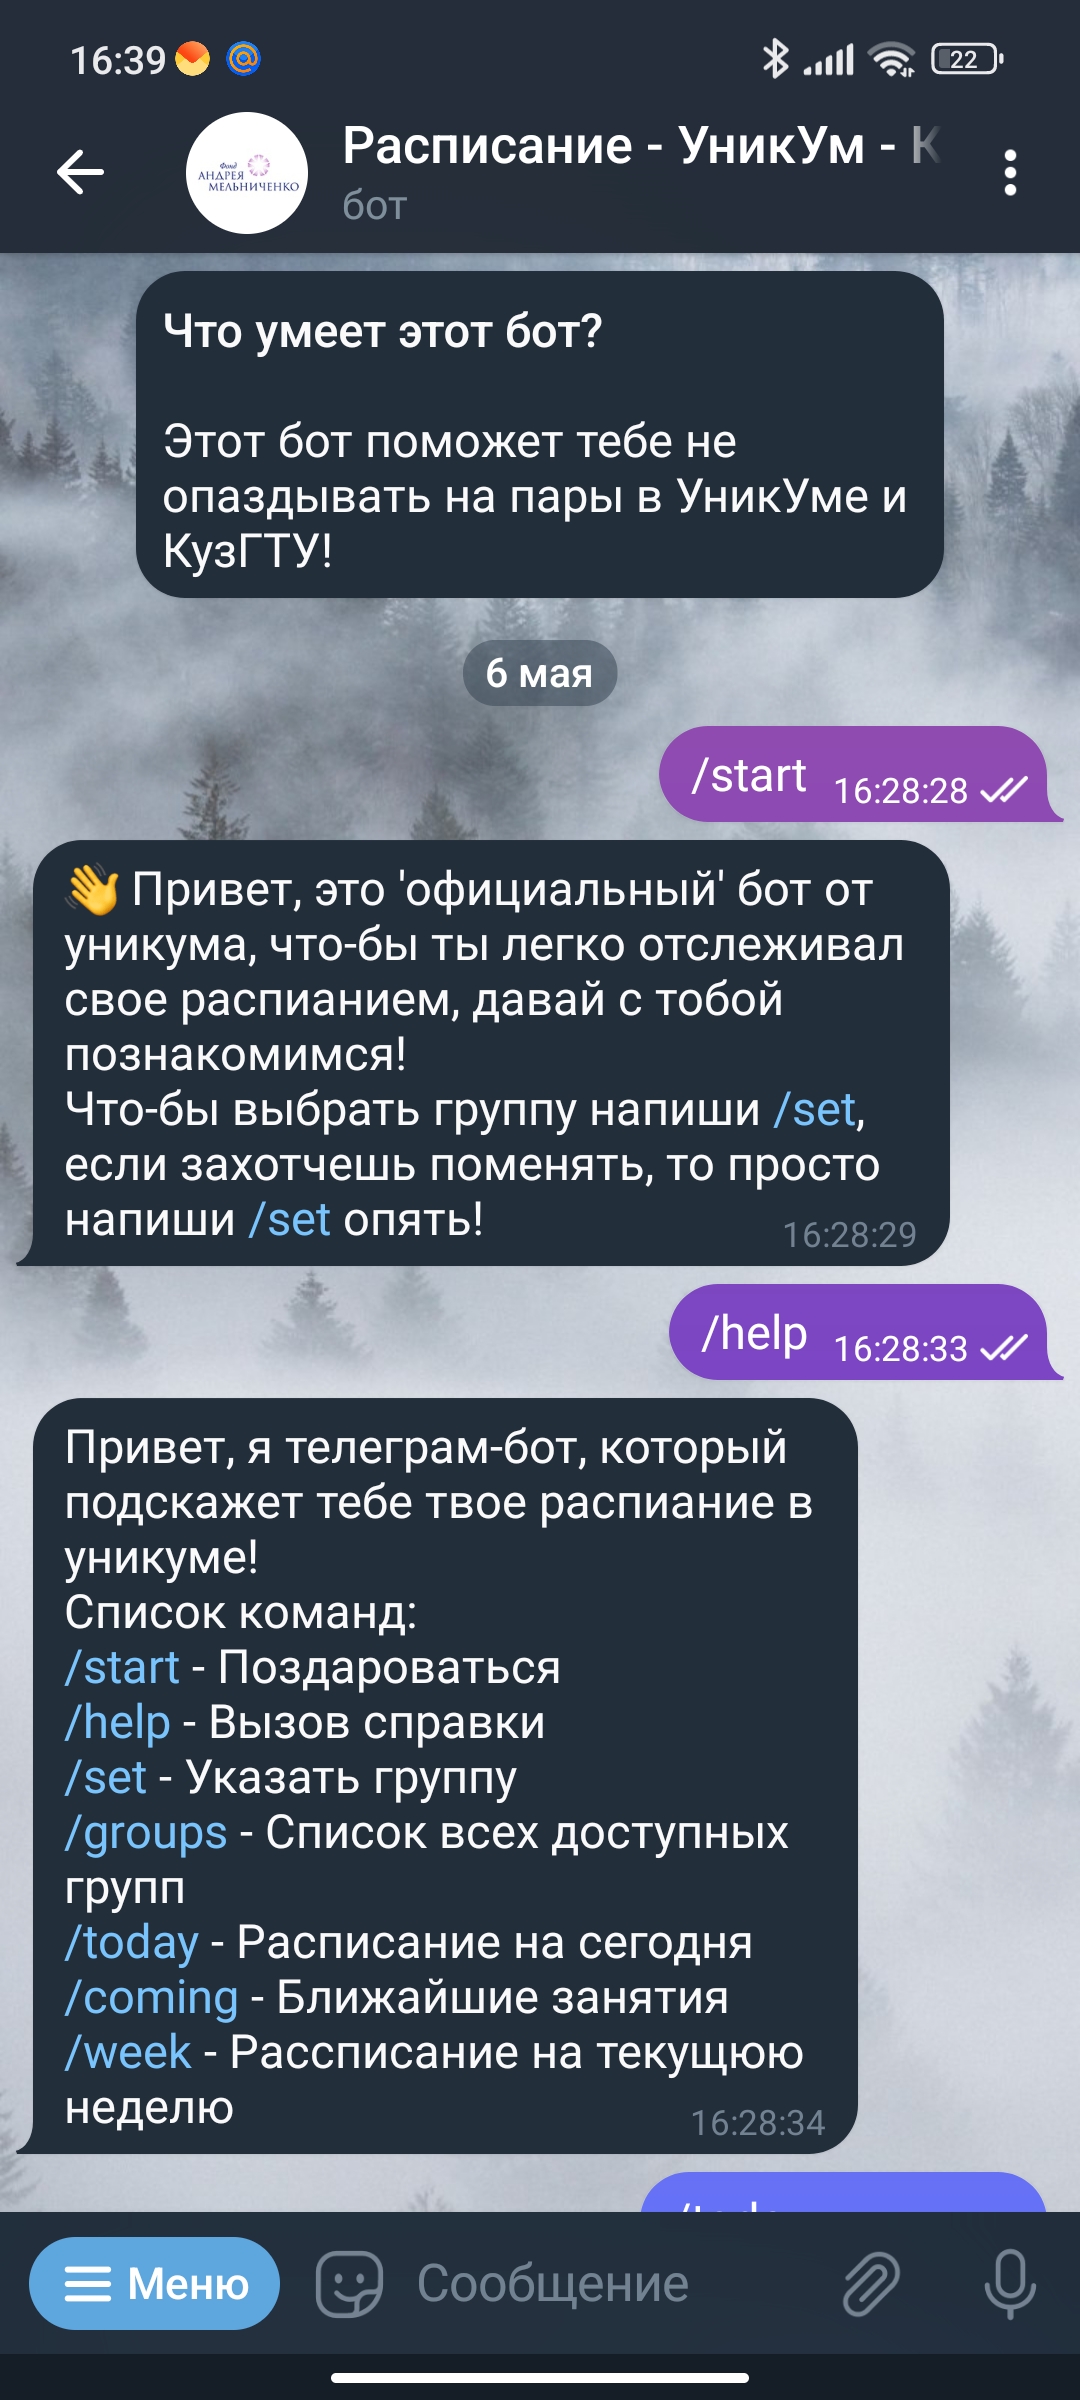 16:39
22
Фонд
АНДРЕЯ
МЕЛЬНИЧЕНКО
Расписание - УникУм - К
бот
Что умеет этот бот?
Этот бот поможет тебе не
опаздывать на пары в УникУме и
КузГТУ!
6 мая
/start 16:28:28
👋 Привет, это 'официальный' бот от
уникума, что-бы ты легко отслеживал
свое распианием, давай с тобой
познакомимся!
Что-бы выбрать группу напиши /set,
если захотчешь поменять, то просто
напиши /set опять!
16:28:29
/help 16:28:33
Привет, я телеграм-бот, который
подскажет тебе твое распиание в
уникуме!
Список команд:
/start - Поздароваться
/help - Вызов справки
/set - Указать группу
/groups - Список всех доступных
групп
/today - Расписание на сегодня
/coming - Ближайшие занятия
/week - Рассписание на текущюю
неделю
16:28:34
Меню
Сообщение